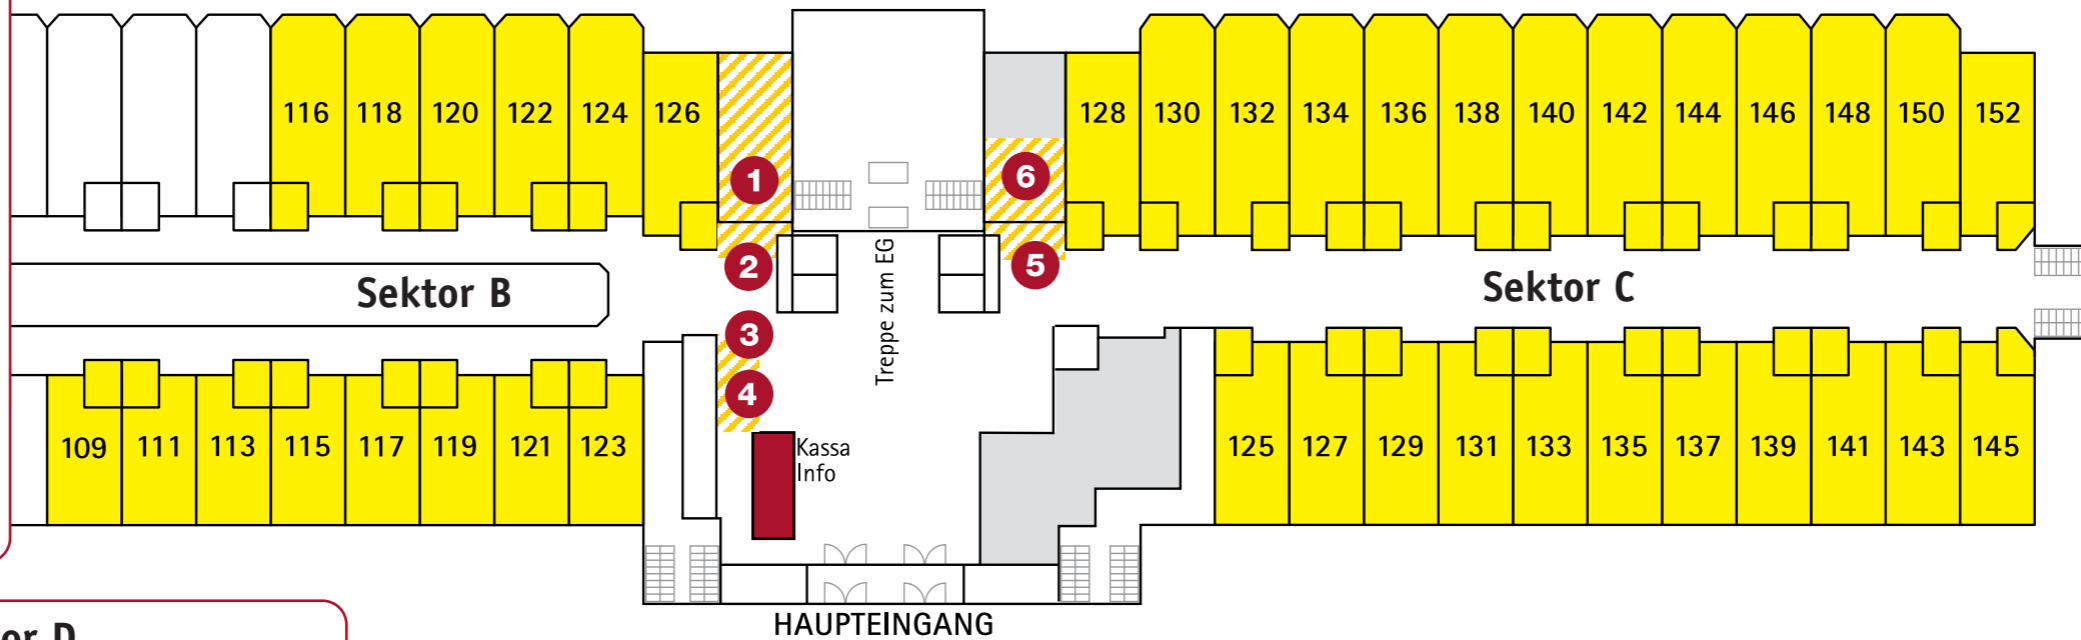 116 118 120 122 124 126 128 130 132 134 136 138 140 142 144 146 148 150 152
1 6
2 5
Treppe zum EG
Sektor B Sektor C
3
4
109 111 113 115 117 119 121 123 125 127 129 131 133 135 137 139 141 143 145
Kassa
Info
HAUPTEINGANG
or D